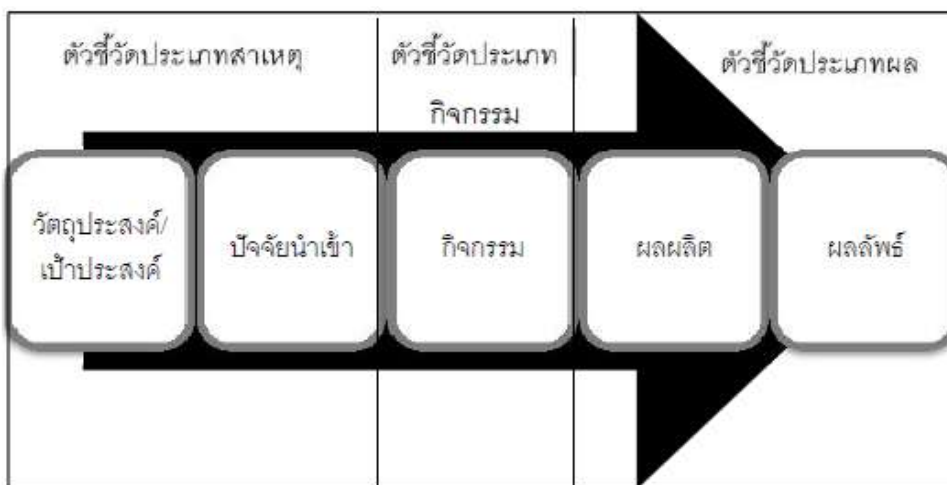 ตัวชี้วัดประเภทสาเหตุ
ตัวชี้วัดประเภท
กิจกรรม
ตัวชี้วัดประเภทผล
วัตถุประสงค์/
เป้าประสงค์
ปัจจัยนำเข้า
กิจกรรม
ผลผลิต
ผลลัพธ์